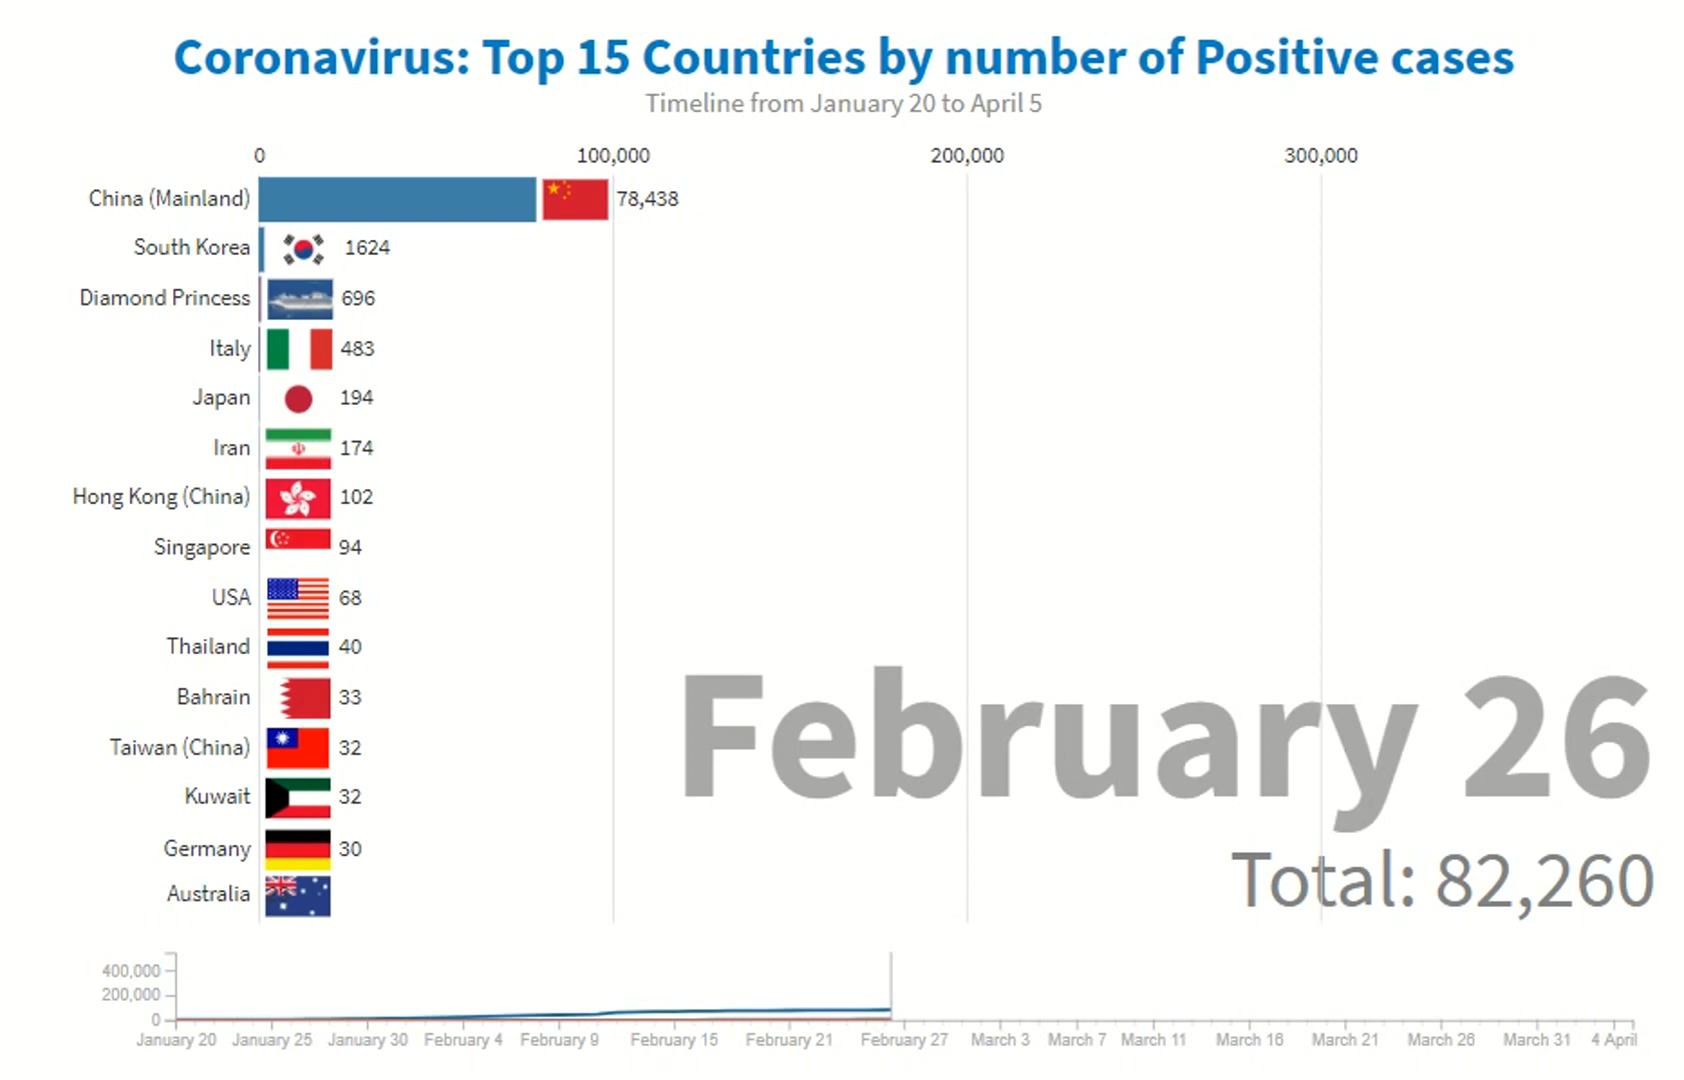 Coronavirus: Top 15 Countries by number of Positive cases
Timeline from January 20 to April 5
0 100,000 200,000 300,000
China (Mainland) 78,438
South Korea 1624
Diamond Princess 696
Italy 483
Japan 194
Iran 174
Hong Kong (China) 102
Singapore 94
USA 68
Thailand 40
Bahrain 33
Taiwan (China) 32
Kuwait 32
Germany 30
Australia
February 26
Total: 82,260
400,000
200,000
0
January 20 January 25 January 30 February 4 February 9 February 15 February 21 February 27 March 3 March 7 March 11 March 16 March 21 March 26 March 31 4 April